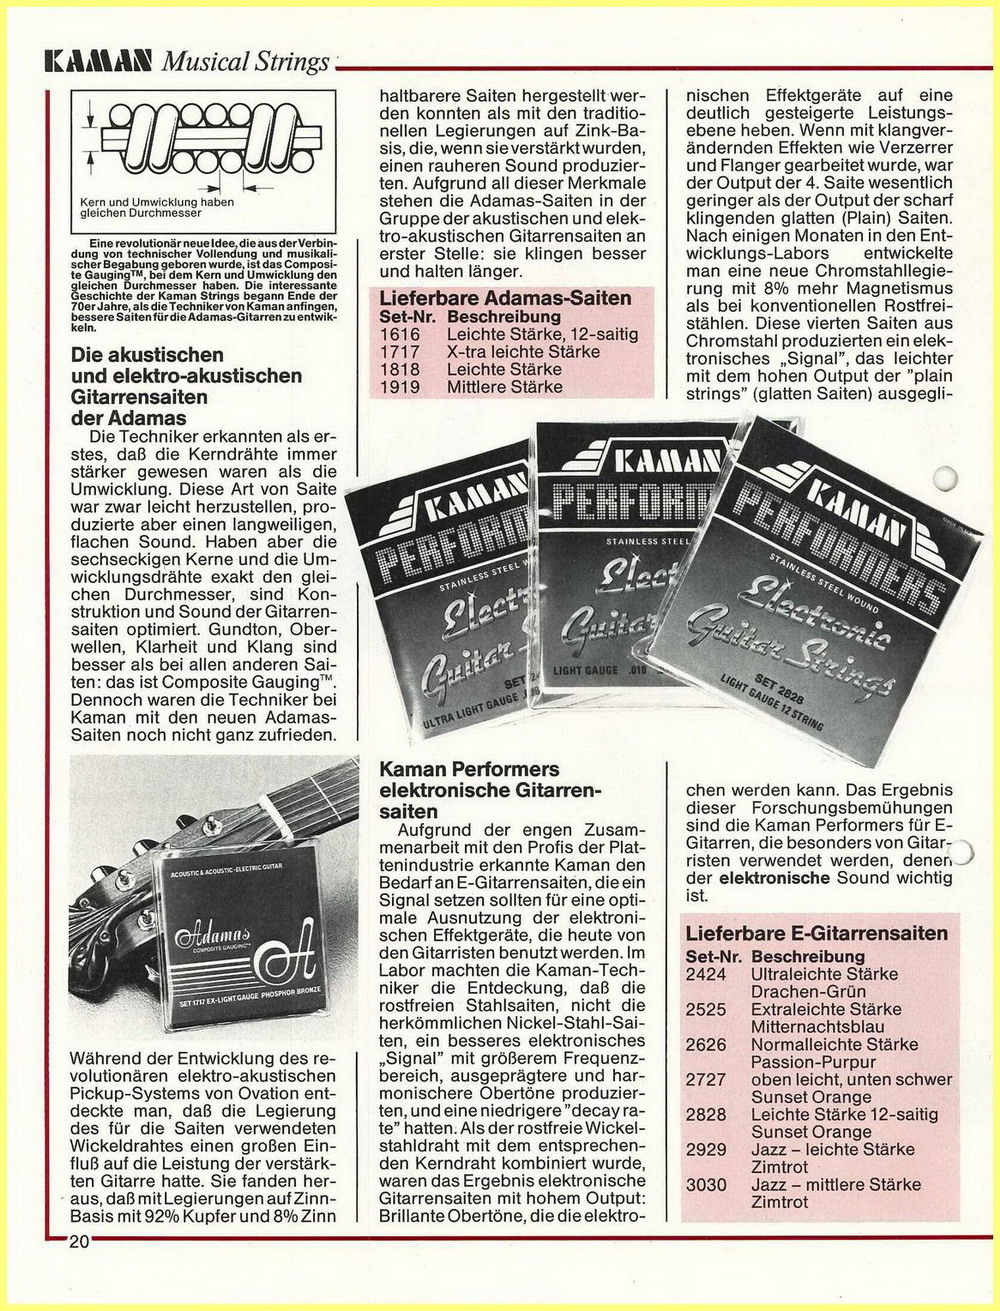 KAMAN Musical Strings
Kern und Umwicklung haben
gleichen Durchmesser
Eine revolutionär neue Idee, die aus der Verbin-
dung von technischer Vollendung und musikali-
scher Begabung geboren wurde, ist das Composi-
te Gauging™, bei dem Kern und Umwicklung den
gleichen Durchmesser haben. Die interessante
Geschichte der Kaman Strings begann Ende der
70er Jahre, als die Techniker von Kaman anfingen,
bessere Saiten für die Adamas-Gitarren zu entwik-
keln.
Die akustischen
und elektro-akustischen
Gitarrensaiten
der Adamas
Die Techniker erkannten als er-
stes, daß die Kerndrähte immer
stärker gewesen waren als die
Umwicklung. Diese Art von Saite
war zwar leicht herzustellen, pro-
duzierte aber einen langweiligen,
flachen Sound. Haben aber die
sechseckigen Kerne und die Um-
wicklungsdrähte exakt den glei-
chen Durchmesser, sind Kon-
struktion und Sound der Gitarren-
saiten optimiert. Gundton, Ober-
wellen, Klarheit und Klang sind
besser als bei allen anderen Sai-
ten: das ist Composite Gauging™.
Dennoch waren die Techniker bei
Kaman mit den neuen Adamas-
Saiten noch nicht ganz zufrieden.
ACOUSTIC & ACOUSTIC-ELECTRIC GUITAR
Adamas
COMPOSITE GAUGING™
A
SET 1717 EX-LIGHT GAUGE PHOSPHOR BRONZE
Während der Entwicklung des re-
volutionären elektro-akustischen
Pickup-Systems von Ovation ent-
deckte man, daß die Legierung
des für die Saiten verwendeten
Wickeldrahtes einen großen Ein-
fluß auf die Leistung der verstärk-
ten Gitarre hatte. Sie fanden her-
aus, daß mit Legierungen auf Zinn-
Basis mit 92% Kupfer und 8% Zinn
haltbarere Saiten hergestellt wer-
den konnten als mit den traditio-
nellen Legierungen auf Zink-Ba-
sis, die, wenn sie verstärkt wurden,
einen rauheren Sound produzier-
ten. Aufgrund all dieser Merkmale
stehen die Adamas-Saiten in der
Gruppe der akustischen und elek-
tro-akustischen Gitarrensaiten an
erster Stelle: sie klingen besser
und halten länger.
Lieferbare Adamas-Saiten
Set-Nr. Beschreibung
1616 Leichte Stärke, 12-saitig
1717 X-tra leichte Stärke
1818 Leichte Stärke
1919 Mittlere Stärke
KAMAN
PERFORM
STAINLESS STEEL W
Electr
Guitar S
SET 24
ULTRA LIGHT GAUGE
KAMAN
PERFORM
STAINLESS STEEL
Elect
Guitar
LIGHT GAUGE .010
KAMAN
PERFORMERS
STAINLESS STEEL WOUND
Electronic
Guitar Strings
SET 2828
LIGHT GAUGE 12 STRING
Kaman Performers
elektronische Gitarren-
saiten
Aufgrund der engen Zusam-
menarbeit mit den Profis der Plat-
tenindustrie erkannte Kaman den
Bedarf an E-Gitarrensaiten, die ein
Signal setzen sollten für eine opti-
male Ausnutzung der elektroni-
schen Effektgeräte, die heute von
den Gitarristen benutzt werden. Im
Labor machten die Kaman-Tech-
niker die Entdeckung, daß die
rostfreien Stahlsaiten, nicht die
herkömmlichen Nickel-Stahl-Sai-
ten, ein besseres elektronisches
„Signal” mit größerem Frequenz-
bereich, ausgeprägtere und har-
monischere Obertöne produzier-
ten, und eine niedrigere ”decay ra-
te” hatten. Als der rostfreie Wickel-
stahldraht mit dem entsprechen-
den Kerndraht kombiniert wurde,
waren das Ergebnis elektronische
Gitarrensaiten mit hohem Output:
Brillante Obertöne, die die elektro-
nischen Effektgeräte auf eine
deutlich gesteigerte Leistungs-
ebene heben. Wenn mit klangver-
ändernden Effekten wie Verzerrer
und Flanger gearbeitet wurde, war
der Output der 4. Saite wesentlich
geringer als der Output der scharf
klingenden glatten (Plain) Saiten.
Nach einigen Monaten in den Ent-
wicklungs-Labors entwickelte
man eine neue Chromstahllegie-
rung mit 8% mehr Magnetismus
als bei konventionellen Rostfrei-
stählen. Diese vierten Saiten aus
Chromstahl produzierten ein elek-
tronisches „Signal”, das leichter
mit dem hohen Output der ”plain
strings” (glatten Saiten) ausgegli-
chen werden kann. Das Ergebnis
dieser Forschungsbemühungen
sind die Kaman Performers für E-
Gitarren, die besonders von Gitar-
risten verwendet werden, denen
der elektronische Sound wichtig
ist.
Lieferbare E-Gitarrensaiten
Set-Nr. Beschreibung
2424 Ultraleichte Stärke
Drachen-Grün
2525 Extraleichte Stärke
Mitternachtsblau
2626 Normalleichte Stärke
Passion-Purpur
2727 oben leicht, unten schwer
Sunset Orange
2828 Leichte Stärke 12-saitig
Sunset Orange
2929 Jazz – leichte Stärke
Zimtrot
3030 Jazz – mittlere Stärke
Zimtrot
20